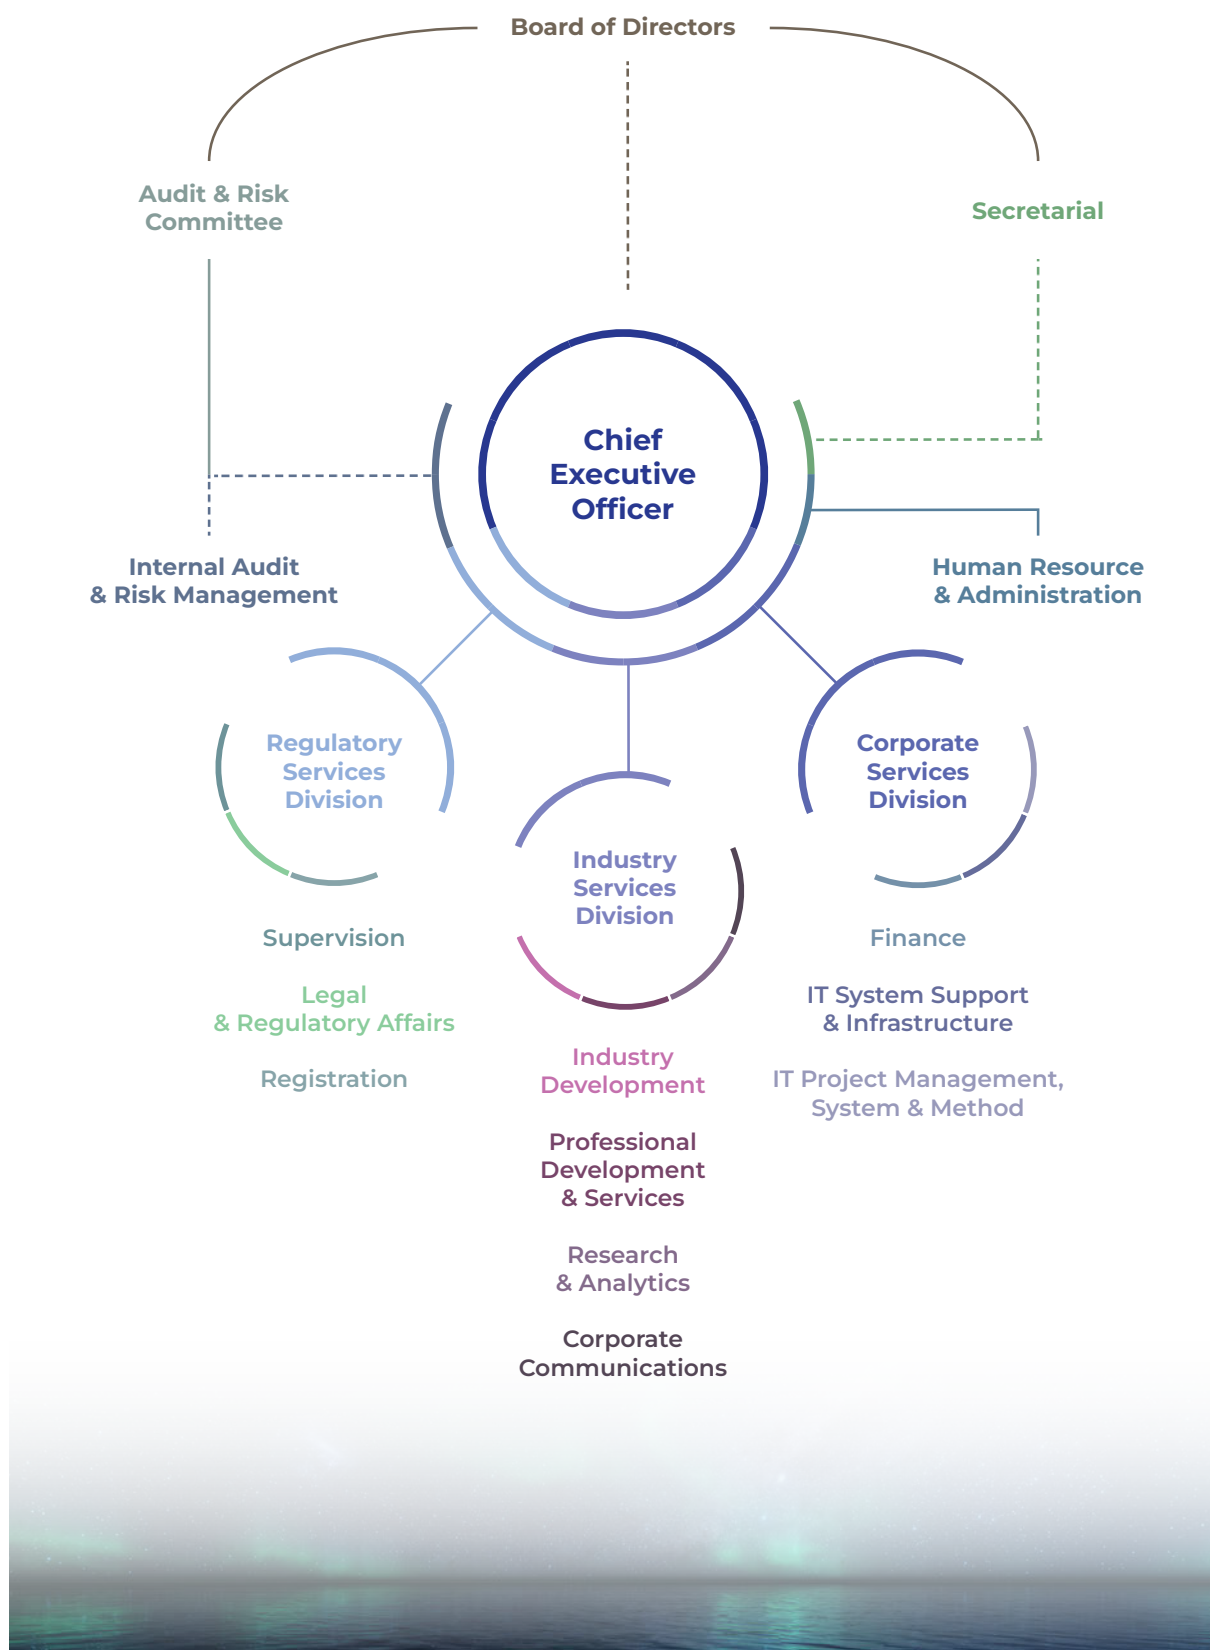 Board of Directors
Audit & Risk
Committee
Secretarial
Chief
Executive
Officer
Internal Audit
& Risk Management
Human Resource
& Administration
Regulatory
Services
Division
Corporate
Services
Division
Industry
Services
Division
Supervision
Legal
& Regulatory Affairs
Registration
Finance
IT System Support
& Infrastructure
IT Project Management,
System & Method
Industry
Development
Professional
Development
& Services
Research
& Analytics
Corporate
Communications